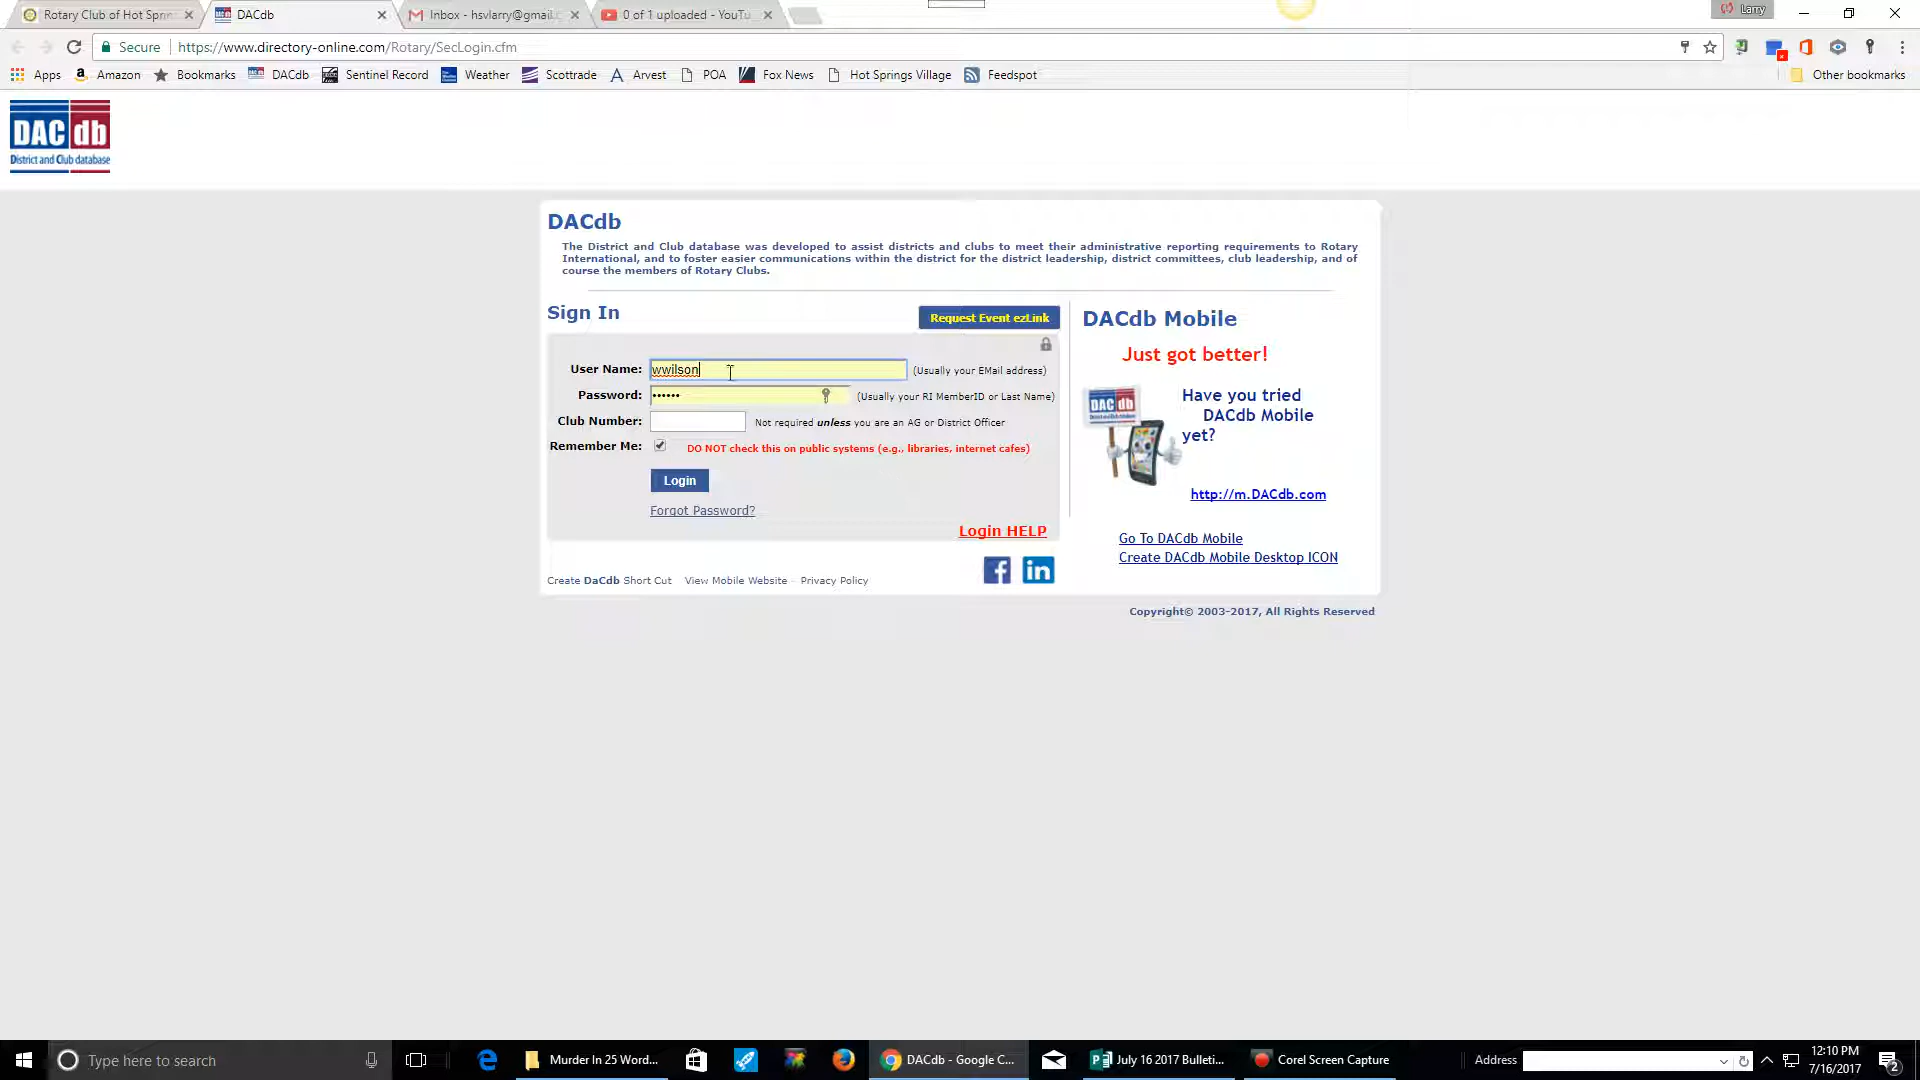 Rotary Club of Hot Sprin
DACdb
Inbox - hsvlarry@gmail.c
0 of 1 uploaded - YouTu
Larry
Secure
https://www.directory-online.com/Rotary/SecLogin.cfm
Apps
Amazon
Bookmarks
DACdb
Sentinel Record
Weather
Scottrade
Arvest
POA
Fox News
Hot Springs Village
Feedspot
Other bookmarks
DAC db
District and Club database
DACdb
The District and Club database was developed to assist districts and clubs to meet their administrative reporting requirements to Rotary
International, and to foster easier communications within the district for the district leadership, district committees, club leadership, and of
course the members of Rotary Clubs.
Sign In
Request Event ezLink
User Name: wwilson (Usually your EMail address)
Password: •••••• (Usually your RI MemberID or Last Name)
Club Number: Not required unless you are an AG or District Officer
Remember Me: DO NOT check this on public systems (e.g., libraries, internet cafes)
Login
Forgot Password?
Login HELP
Create DaCdb Short Cut View Mobile Website Privacy Policy
DACdb Mobile
Just got better!
DAC db
Have you tried
DACdb Mobile
yet?
http://m.DACdb.com
Go To DACdb Mobile
Create DACdb Mobile Desktop ICON
Copyright© 2003-2017, All Rights Reserved
Type here to search
Murder In 25 Word...
DACdb - Google C...
July 16 2017 Bulleti...
Corel Screen Capture
Address
12:10 PM
7/16/2017
2